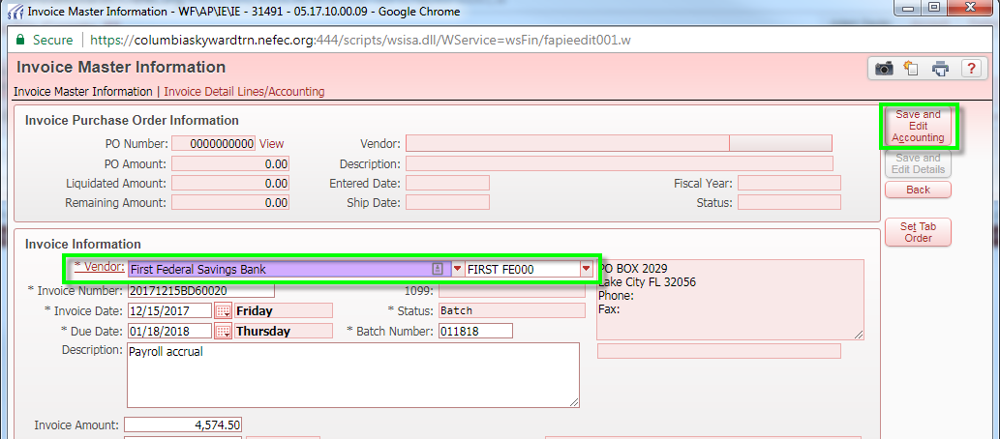 SKY Invoice Master Information - WF\AP\IE\IE - 31491 - 05.17.10.00.09 - Google Chrome
Secure https://columbiaskywardtrn.nefec.org:444/scripts/wsisa.dll/WService=wsFin/fapieedit001.w
Invoice Master Information
?
Invoice Master Information | Invoice Detail Lines/Accounting
Invoice Purchase Order Information
Save and
Edit
Accounting
PO Number: 0000000000 View Vendor:
PO Amount: 0.00 Description:
Save and
Edit Details
Liquidated Amount: 0.00 Entered Date: Fiscal Year:
Back
Remaining Amount: 0.00 Ship Date: Status:
Set Tab
Order
Invoice Information
* Vendor: First Federal Savings Bank FIRST FE000
PO BOX 2029
Lake City FL 32056
Phone:
Fax:
* Invoice Number: 20171215BD60020 1099:
* Invoice Date: 12/15/2017 Friday * Status: Batch
* Due Date: 01/18/2018 Thursday * Batch Number: 011818
Description: Payroll accrual
Invoice Amount: 4,574.50